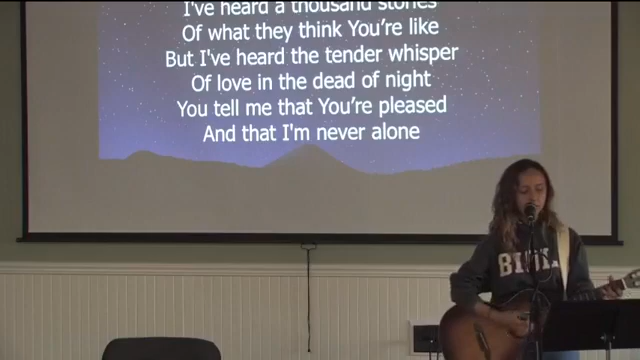 I've heard a thousand stories
Of what they think You're like
But I've heard the tender whisper
Of love in the dead of night
You tell me that You’re pleased
And that I'm never alone